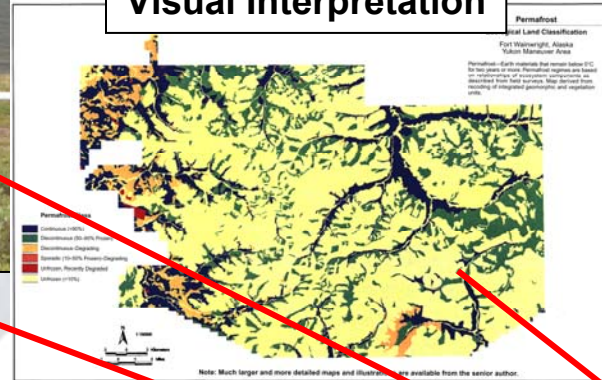 Visual Interpretation
Permafrost
Ecological Land Classification
Fort Wainwright, Alaska
Yukon Maneuver Area
Permafrost—Earth materials that remain below 0°C
for two years or more. Permafrost regimes are based
on relationships of ecosystem components as
described from field surveys. Map derived from
recoding of integrated geomorphic and vegetation
units.
Permafrost Classes
Continuous (>90%)
Discontinuous (50-90% Frozen)
Discontinuous-Degrading
Sporadic (10-50% Frozen)-Degrading
Unfrozen, Recently Degraded
Unfrozen (<10%)
N
Kilometers
Miles
Note: Much larger and more detailed maps and illustrations are available from the senior author.